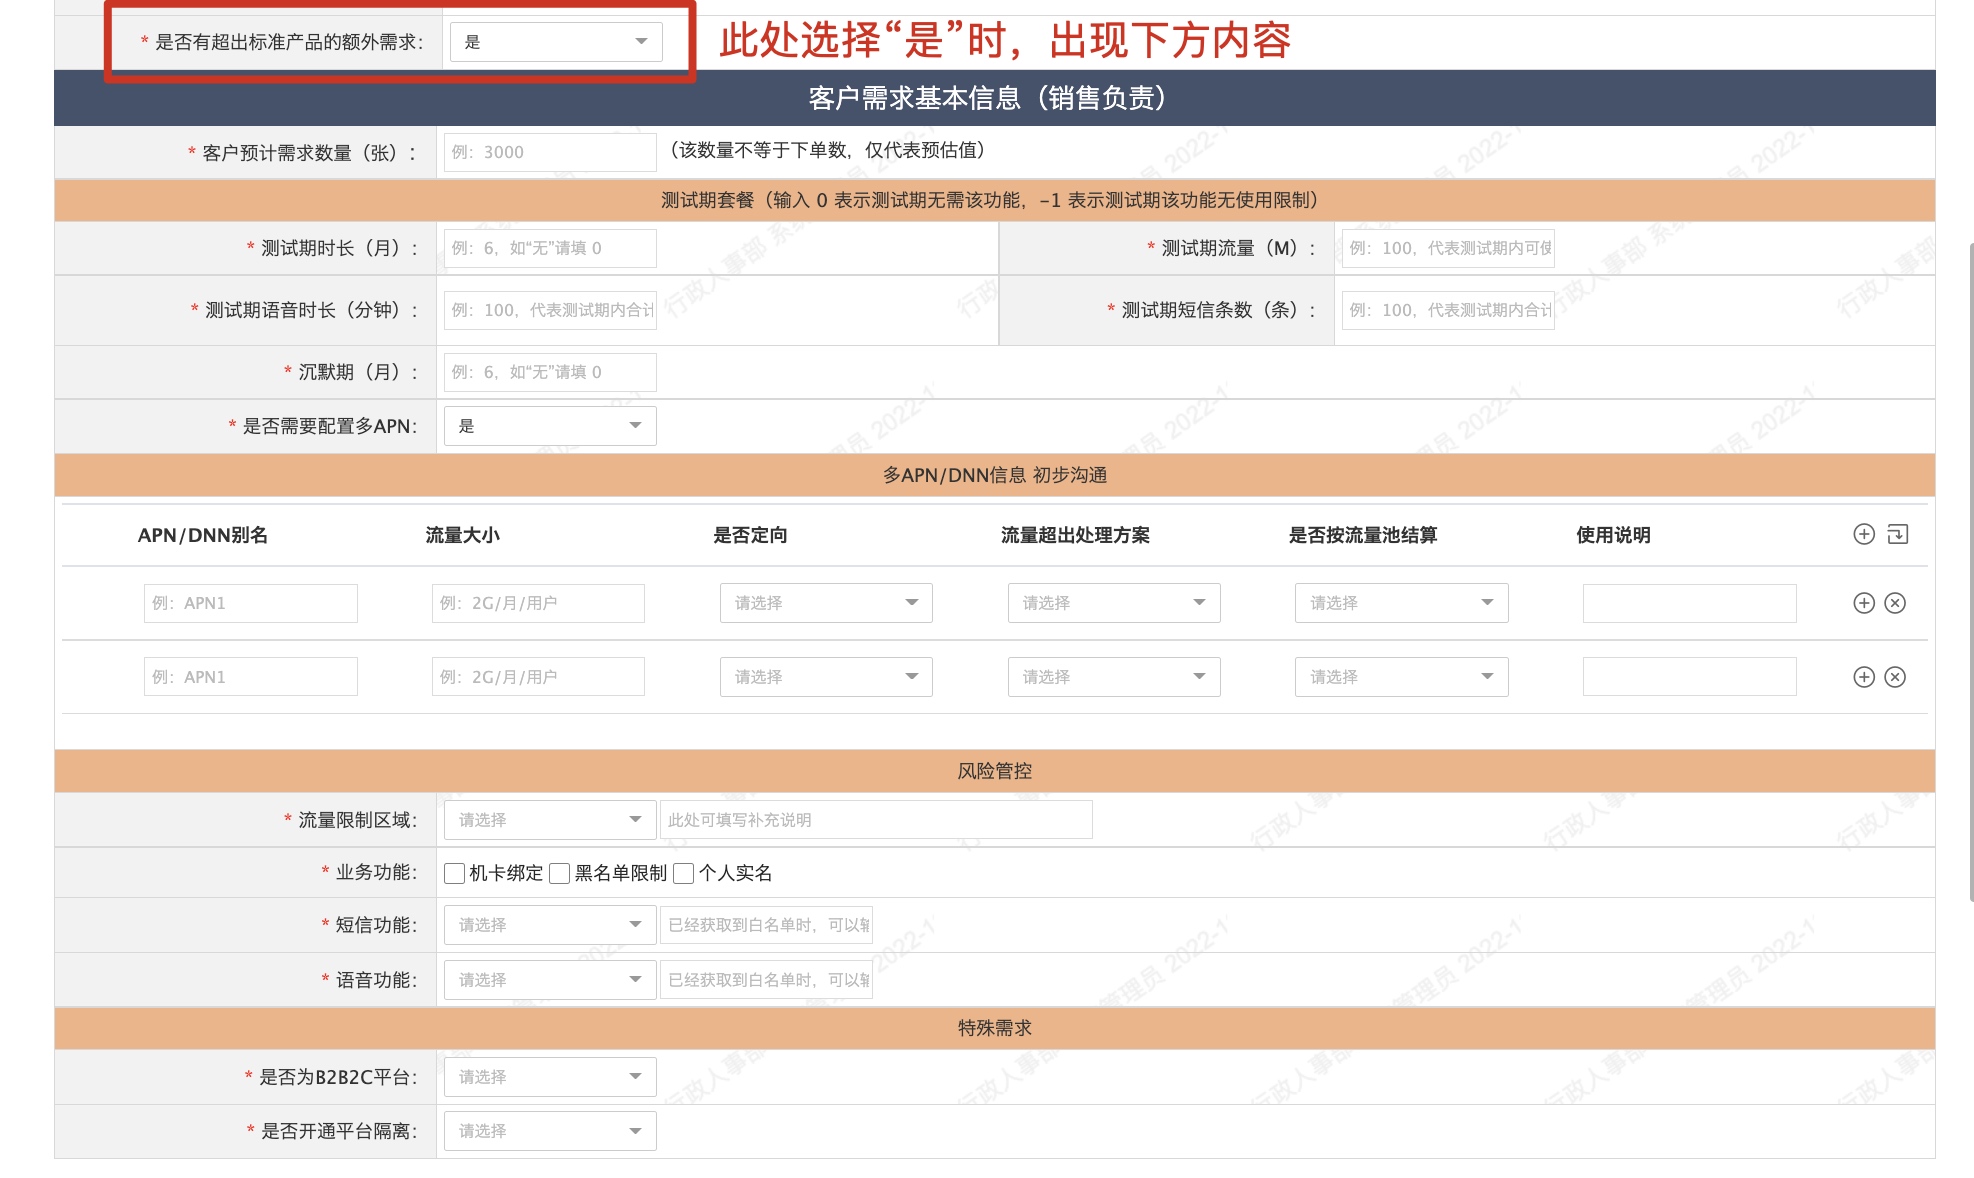 * 是否有超出标准产品的额外需求： 是 此处选择“是”时，出现下方内容
客户需求基本信息（销售负责）
* 客户预计需求数量（张）： 例：3000 （该数量不等于下单数，仅代表预估值）
测试期套餐（输入 0 表示测试期无需该功能，-1 表示测试期该功能无使用限制）
* 测试期时长（月）： 例：6，如“无”请填 0 * 测试期流量（M）： 例：100，代表测试期内可使
* 测试期语音时长（分钟）： 例：100，代表测试期内合计 * 测试期短信条数（条）： 例：100，代表测试期内合计
* 沉默期（月）： 例：6，如“无”请填 0
* 是否需要配置多APN： 是
多APN/DNN信息 初步沟通
APN/DNN别名 流量大小 是否定向 流量超出处理方案 是否按流量池结算 使用说明
例：APN1 例：2G/月/用户 请选择 请选择 请选择
例：APN1 例：2G/月/用户 请选择 请选择 请选择
风险管控
* 流量限制区域： 请选择 此处可填写补充说明
* 业务功能： 机卡绑定 黑名单限制 个人实名
* 短信功能： 请选择 已经获取到白名单时，可以输
* 语音功能： 请选择 已经获取到白名单时，可以输
特殊需求
* 是否为B2B2C平台： 请选择
* 是否开通平台隔离： 请选择